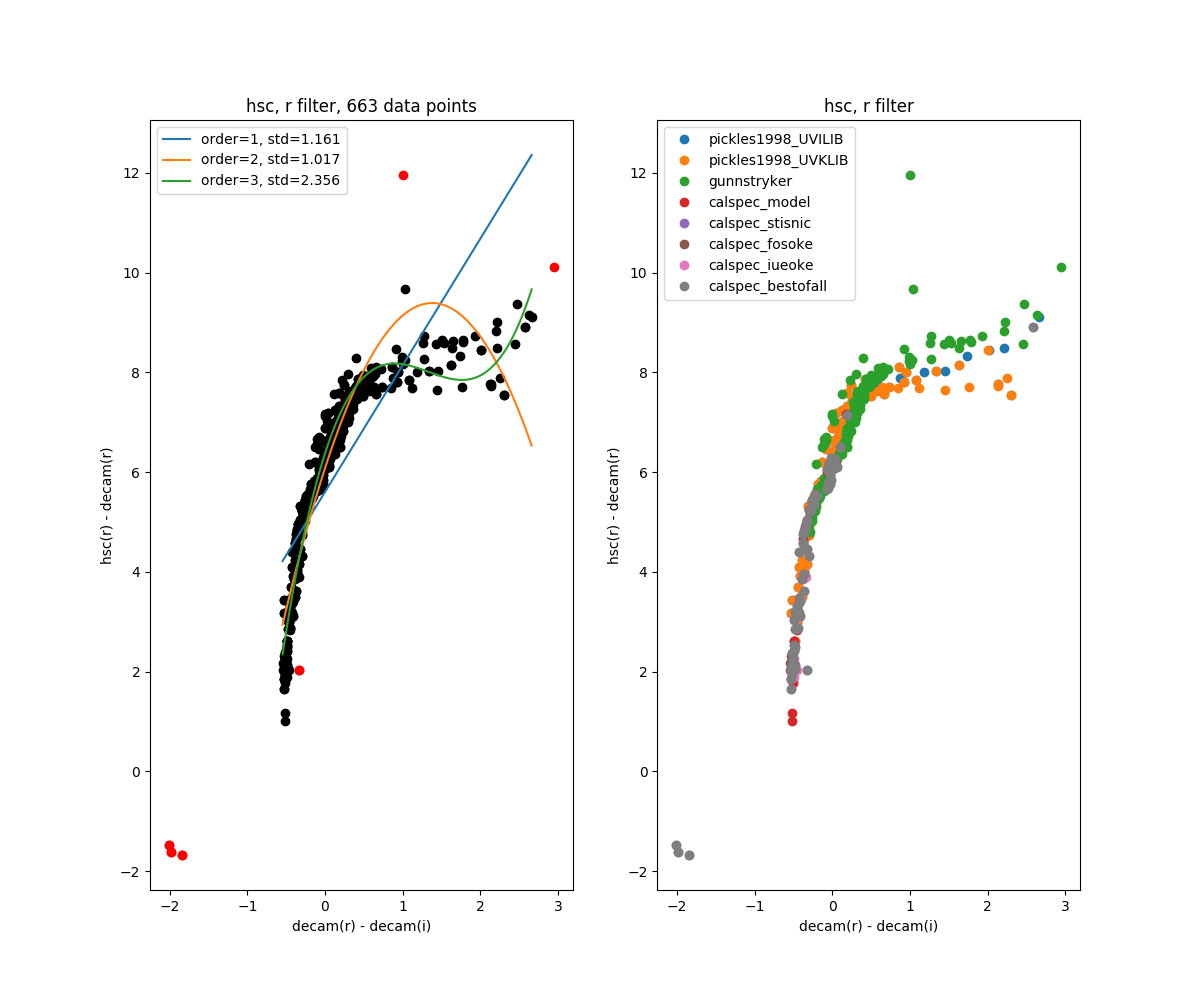 hsc, r filter, 663 data points
order=1, std=1.161
order=2, std=1.017
order=3, std=2.356
12
10
8
6
4
2
0
−2
hsc(r) - decam(r)
−2
−1
0
1
2
3
decam(r) - decam(i)
hsc, r filter
pickles1998_UVILIB
pickles1998_UVKLIB
gunnstryker
calspec_model
calspec_stisnic
calspec_fosoke
calspec_iueoke
calspec_bestofall
12
10
8
6
4
2
0
−2
hsc(r) - decam(r)
−2
−1
0
1
2
3
decam(r) - decam(i)